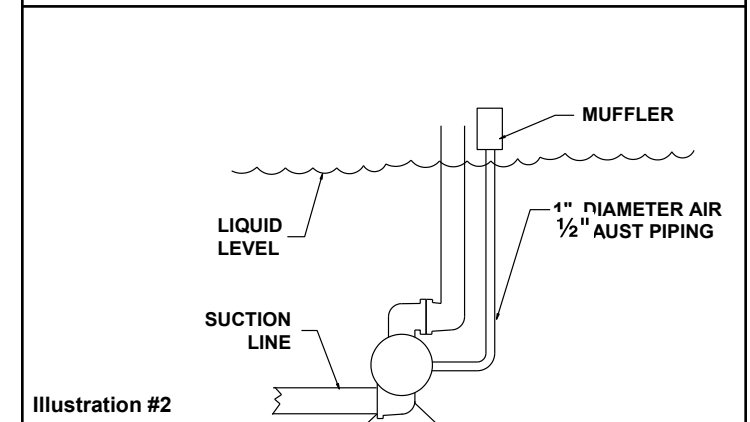 MUFFLER
1" DIAMETER AIR
½" AUST PIPING
LIQUID
LEVEL
SUCTION
LINE
Illustration #2